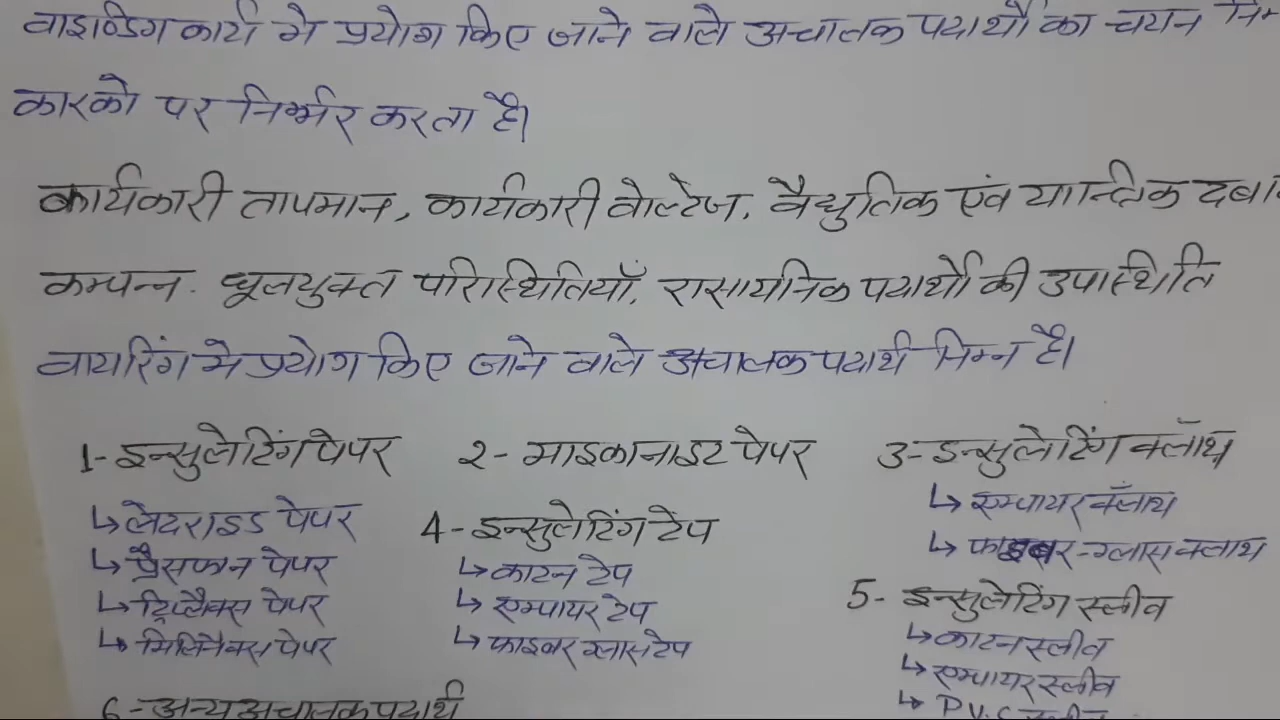 वाइण्डिग कार्य मे प्रयोग किए जाने वाले अचालक पदार्थों का चयन
कारको पर निर्भर करता है।
कार्यकारी तापमान, कार्यकारी वोल्टेज, वैधुतिक एंव यान्त्रिक
कम्पन्न. धूलयुक्त परिस्थितियाँ, रासायनिक पदार्थों की उपास्थिति
वायरिंग मे प्रयोग किए जाने वाले अचालक पदार्थ निम्न है।
1- इन्सुलेटिंग पेपर
↳ लेदराइड पेपर
↳ प्रैसफान पेपर
↳ ट्रिप्लैक्स पेपर
↳ मिलिनैक्स पेपर
2- माइकानाइट पेपर
3- इन्सुलेटिंग क्लॉथ
↳ एम्पायर क्लॉथ
↳ फाइबर-ग्लास क्लाथ
4- इन्सुलेटिंग टेप
↳ काटन टेप
↳ एम्पायर टेप
↳ फाइबर ग्लास टेप
5- इन्सुलेटिंग स्लीव
↳ काटन स्लीव
↳ एम्पायर स्लीव
↳ P.V.C स्लीव
6- अन्य अचालक पदार्थ